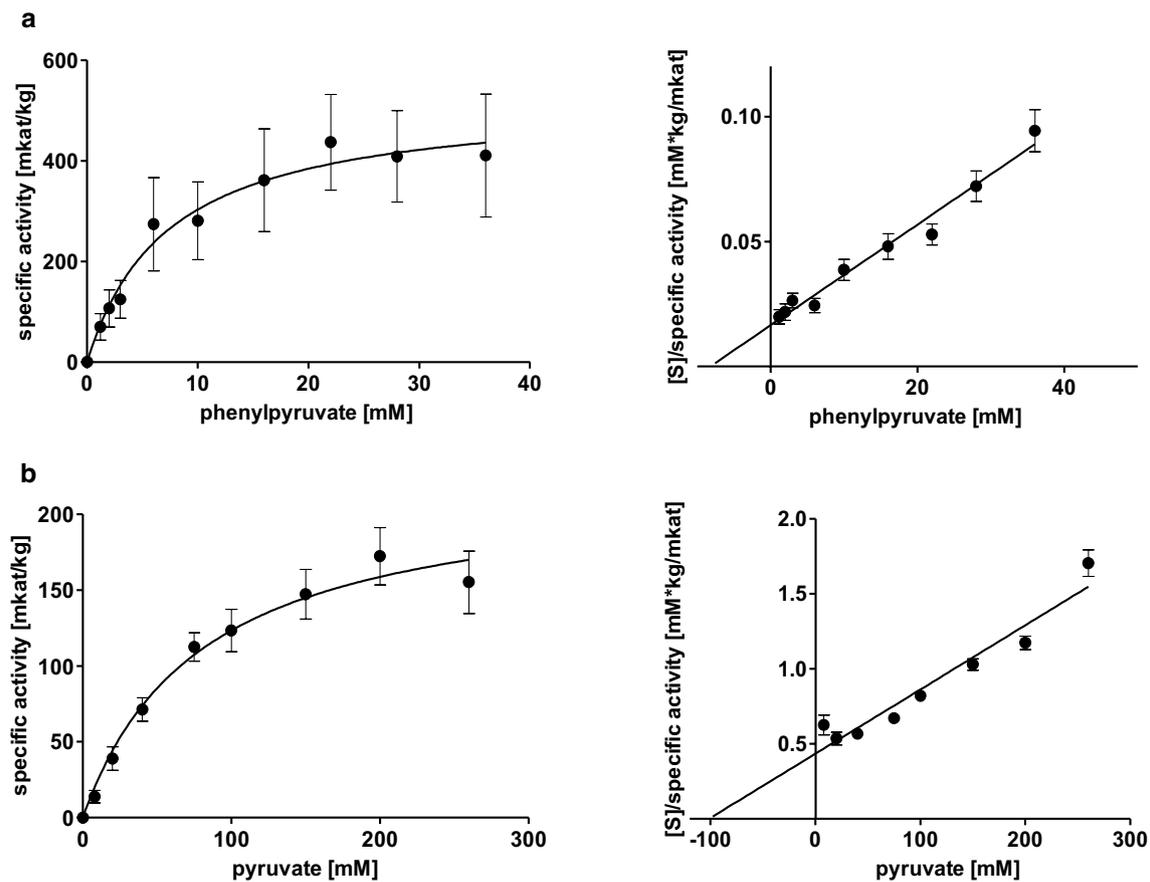 a
600
400
200
0
0 10 20 30 40
specific activity [mkat/kg]
phenylpyruvate [mM]
0.10
0.05
0 20 40
[S]/specific activity [mM*kg/mkat]
phenylpyruvate [mM]
b
200
150
100
50
0
0 100 200 300
specific activity [mkat/kg]
pyruvate [mM]
2.0
1.5
1.0
0.5
-100 0 100 200 300
[S]/specific activity [mM*kg/mkat]
pyruvate [mM]